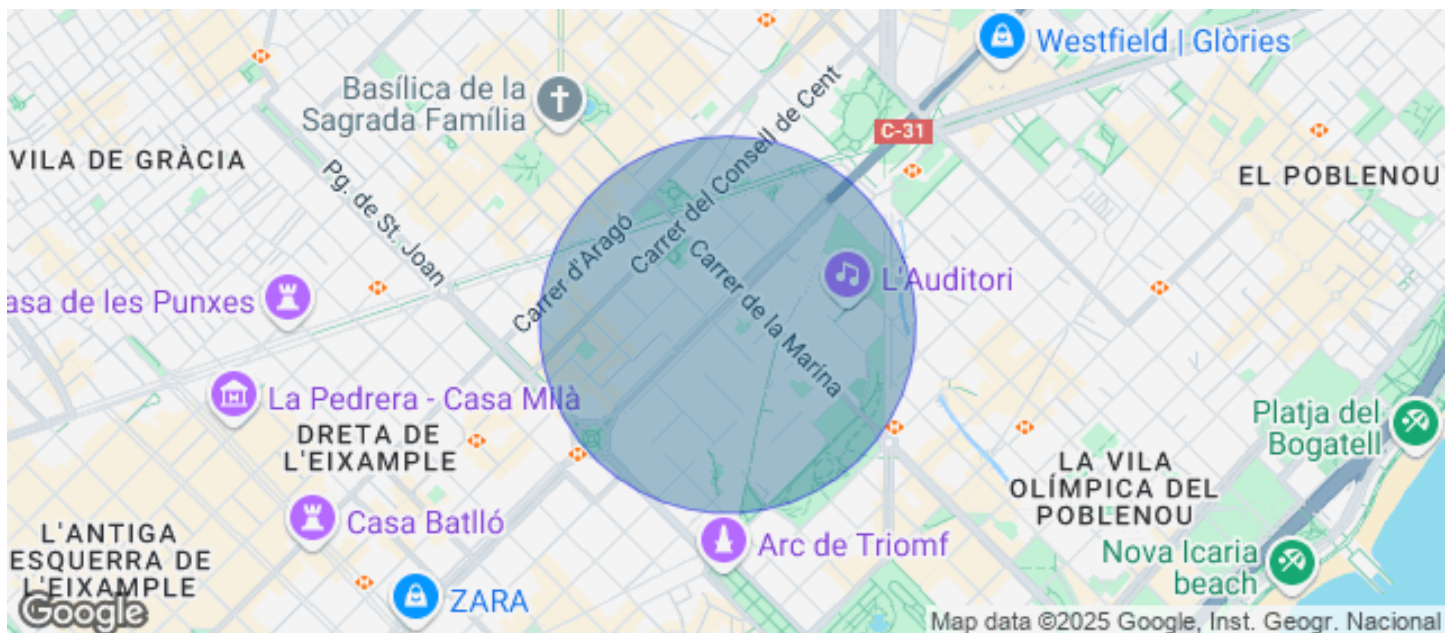 Westfield | Glòries
Basílica de la
Sagrada Família
Carrer del Consell de Cent
C-31
VILA DE GRÀCIA
EL POBLENOU
Pg. de St. Joan
Carrer d'Aragó
Carrer de la Marina
L'Auditori
asa de les Punxes
La Pedrera - Casa Milà
DRETA DE
L'EIXAMPLE
Platja del
Bogatell
LA VILA
OLÍMPICA DEL
POBLENOU
Casa Batlló
Arc de Triomf
L'ANTIGA
ESQUERRA DE
L'EIXAMPLE
Nova Icaria
beach
ZARA
Google
Map data ©2025 Google, Inst. Geogr. Nacional